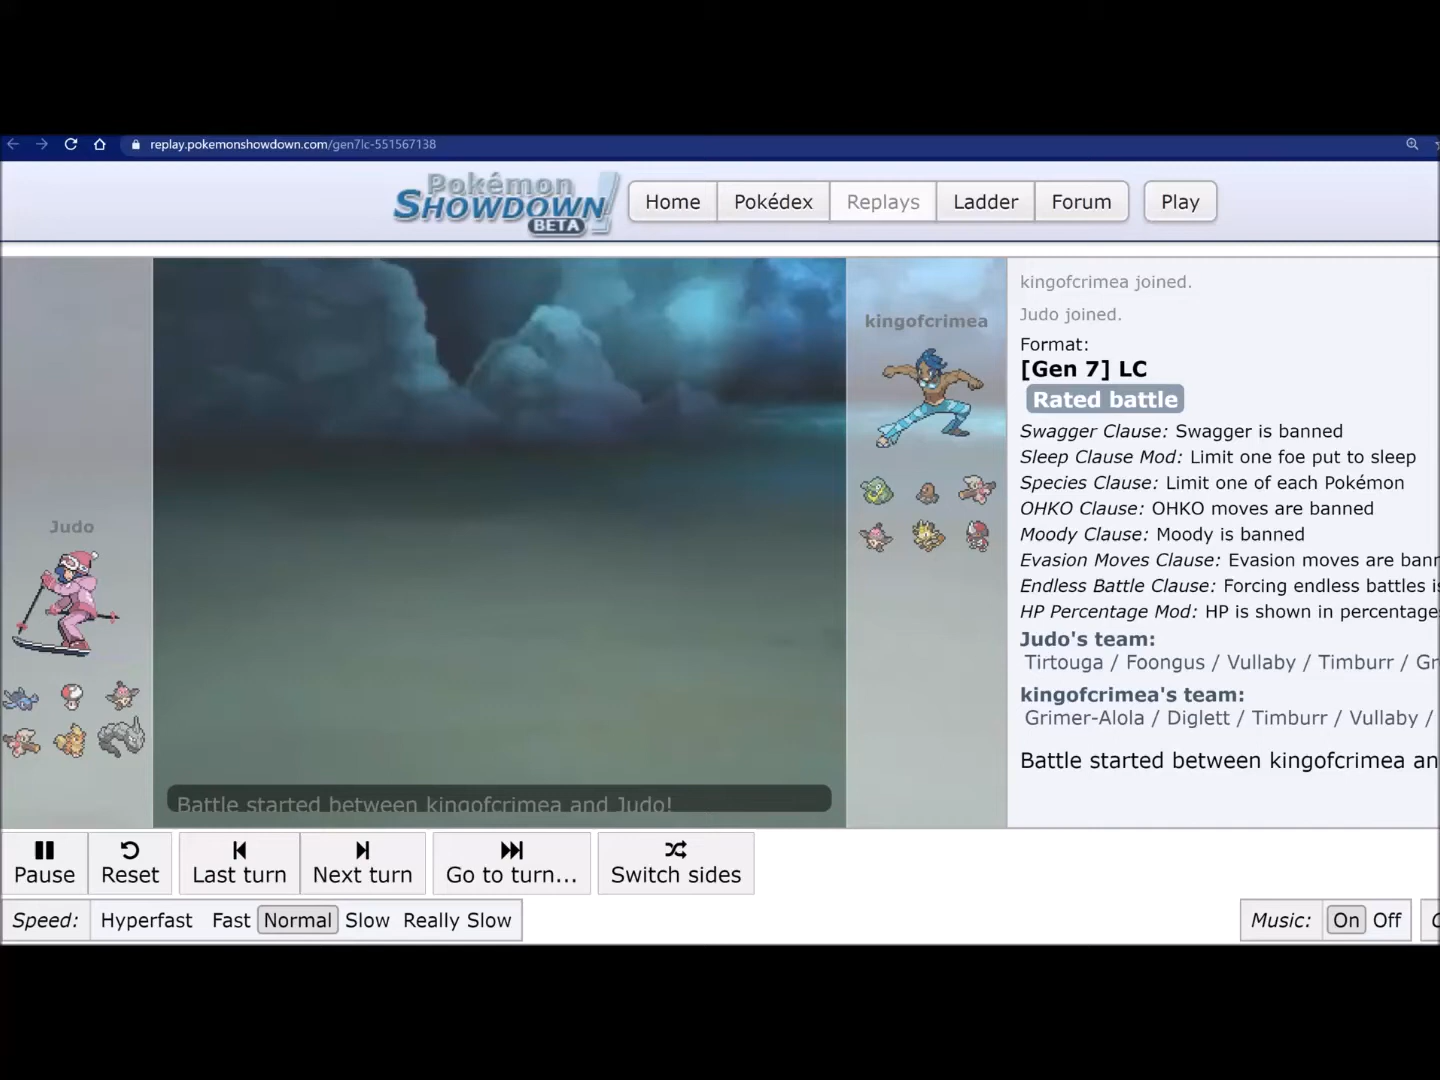 replay.pokemonshowdown.com/gen7lc-551567138
Pokémon
SHOWDOWN!
BETA
Home
Pokédex
Replays
Ladder
Forum
Play
kingofcrimea
Judo
Battle started between kingofcrimea and Judo!
kingofcrimea joined.
Judo joined.
Format:
[Gen 7] LC
Rated battle
Swagger Clause: Swagger is banned
Sleep Clause Mod: Limit one foe put to sleep
Species Clause: Limit one of each Pokémon
OHKO Clause: OHKO moves are banned
Moody Clause: Moody is banned
Evasion Moves Clause: Evasion moves are bann
Endless Battle Clause: Forcing endless battles is
HP Percentage Mod: HP is shown in percentage
Judo's team:
Tirtouga / Foongus / Vullaby / Timburr / Gr
kingofcrimea's team:
Grimer-Alola / Diglett / Timburr / Vullaby /
Battle started between kingofcrimea an
Pause
Reset
Last turn
Next turn
Go to turn...
Switch sides
Speed: Hyperfast Fast Normal Slow Really Slow
Music: On Off